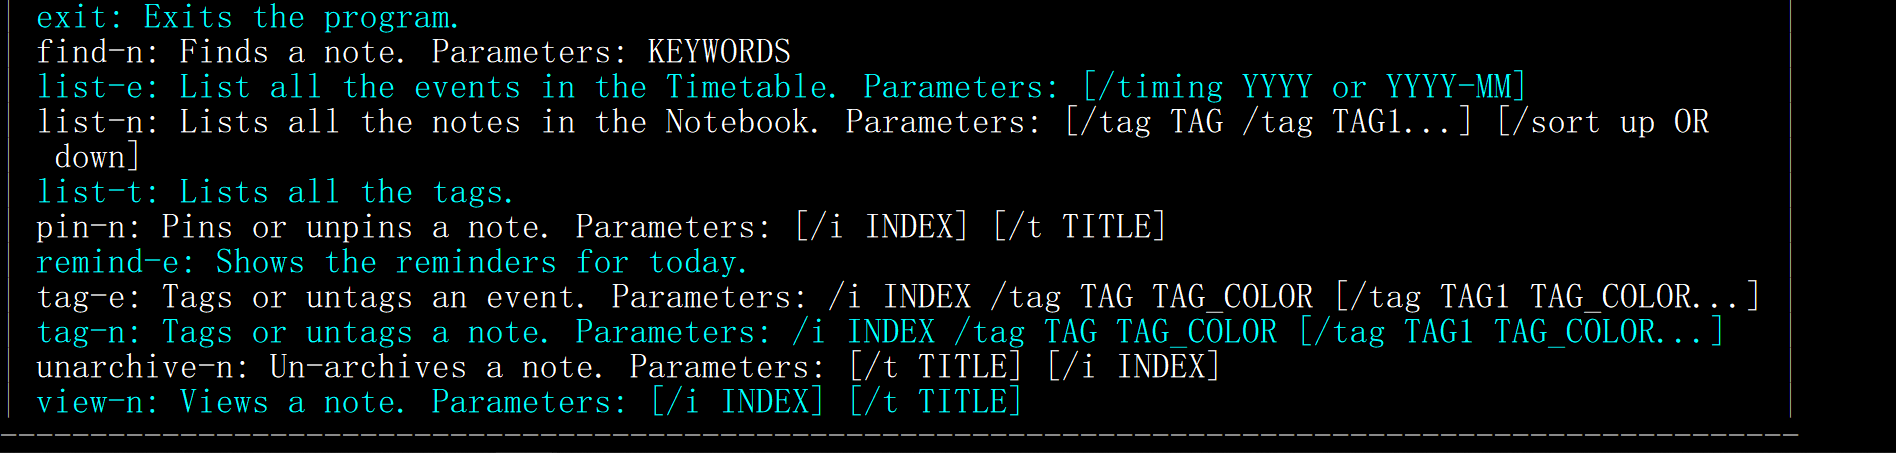 exit: Exits the program.
find-n: Finds a note. Parameters: KEYWORDS
list-e: List all the events in the Timetable. Parameters: [/timing YYYY or YYYY-MM]
list-n: Lists all the notes in the Notebook. Parameters: [/tag TAG /tag TAG1...] [/sort up OR
down]
list-t: Lists all the tags.
pin-n: Pins or unpins a note. Parameters: [/i INDEX] [/t TITLE]
remind-e: Shows the reminders for today.
tag-e: Tags or untags an event. Parameters: /i INDEX /tag TAG TAG_COLOR [/tag TAG1 TAG_COLOR...]
tag-n: Tags or untags a note. Parameters: /i INDEX /tag TAG TAG_COLOR [/tag TAG1 TAG_COLOR...]
unarchive-n: Un-archives a note. Parameters: [/t TITLE] [/i INDEX]
view-n: Views a note. Parameters: [/i INDEX] [/t TITLE]